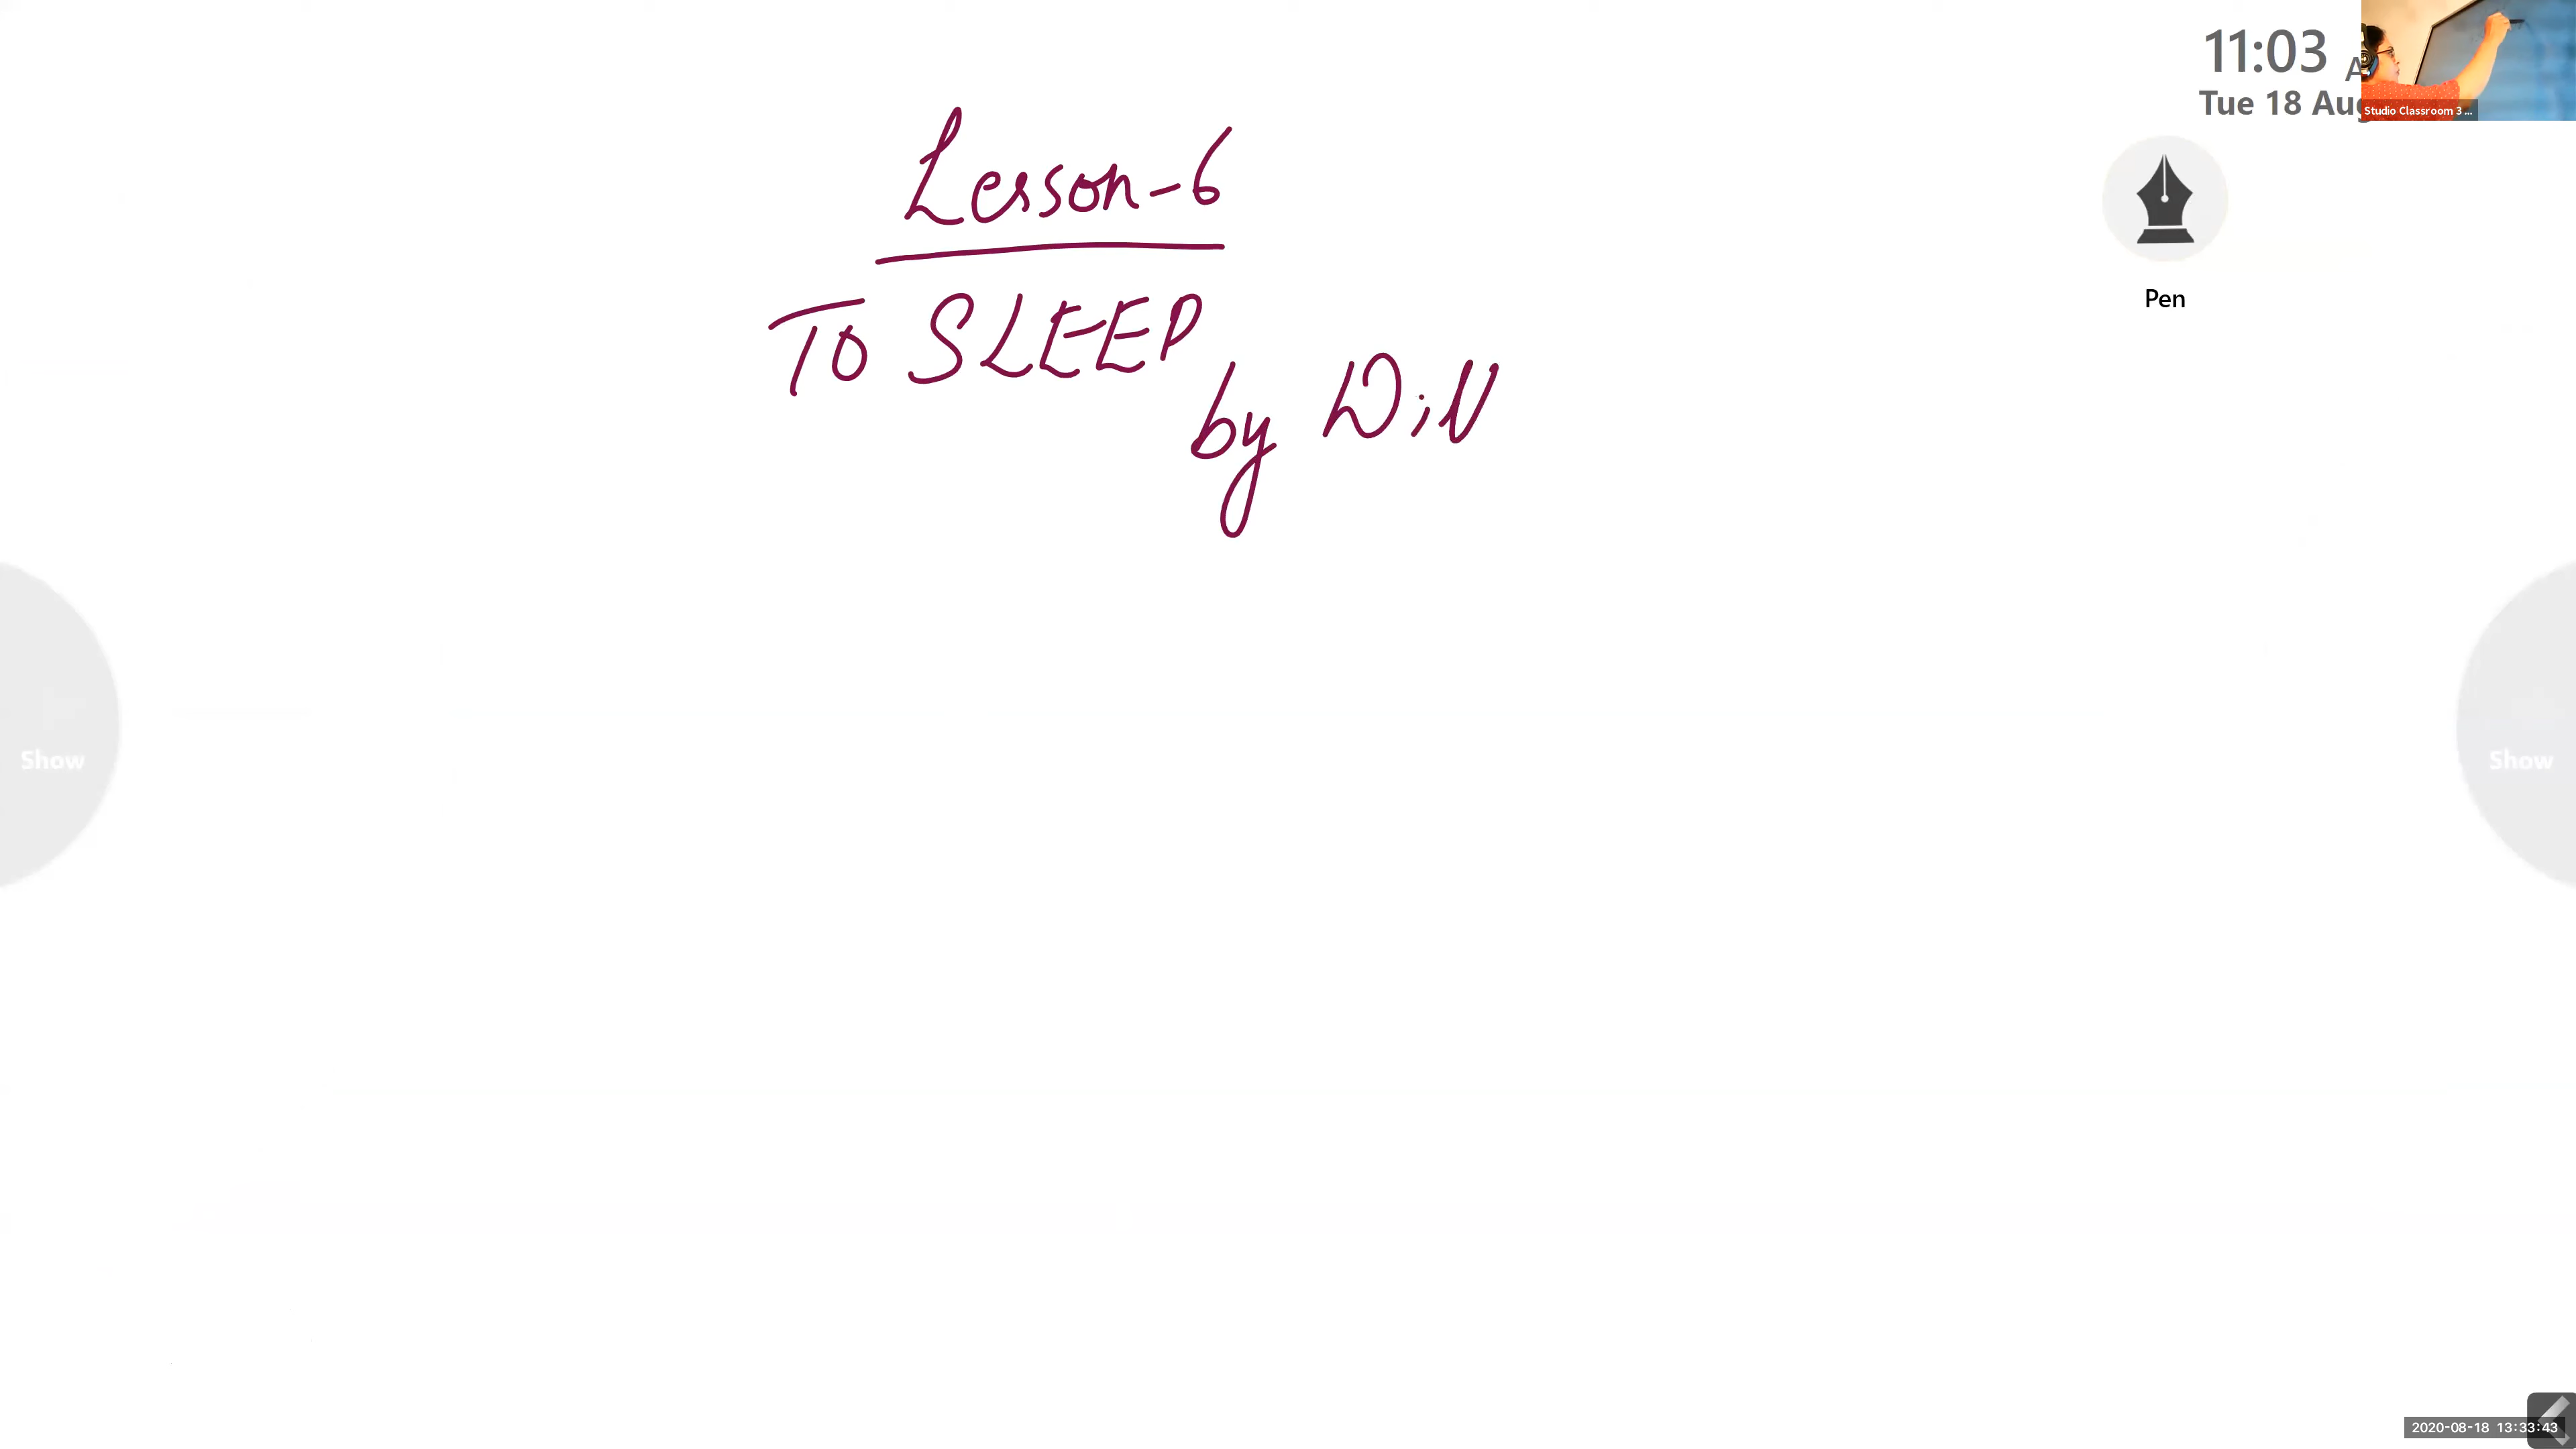 11:03 A
Tue 18 Aug
Studio Classroom 3 ...
Pen
Lesson-6
TO SLEEP
by Will
Show
Show
2020-08-18 13:33:43